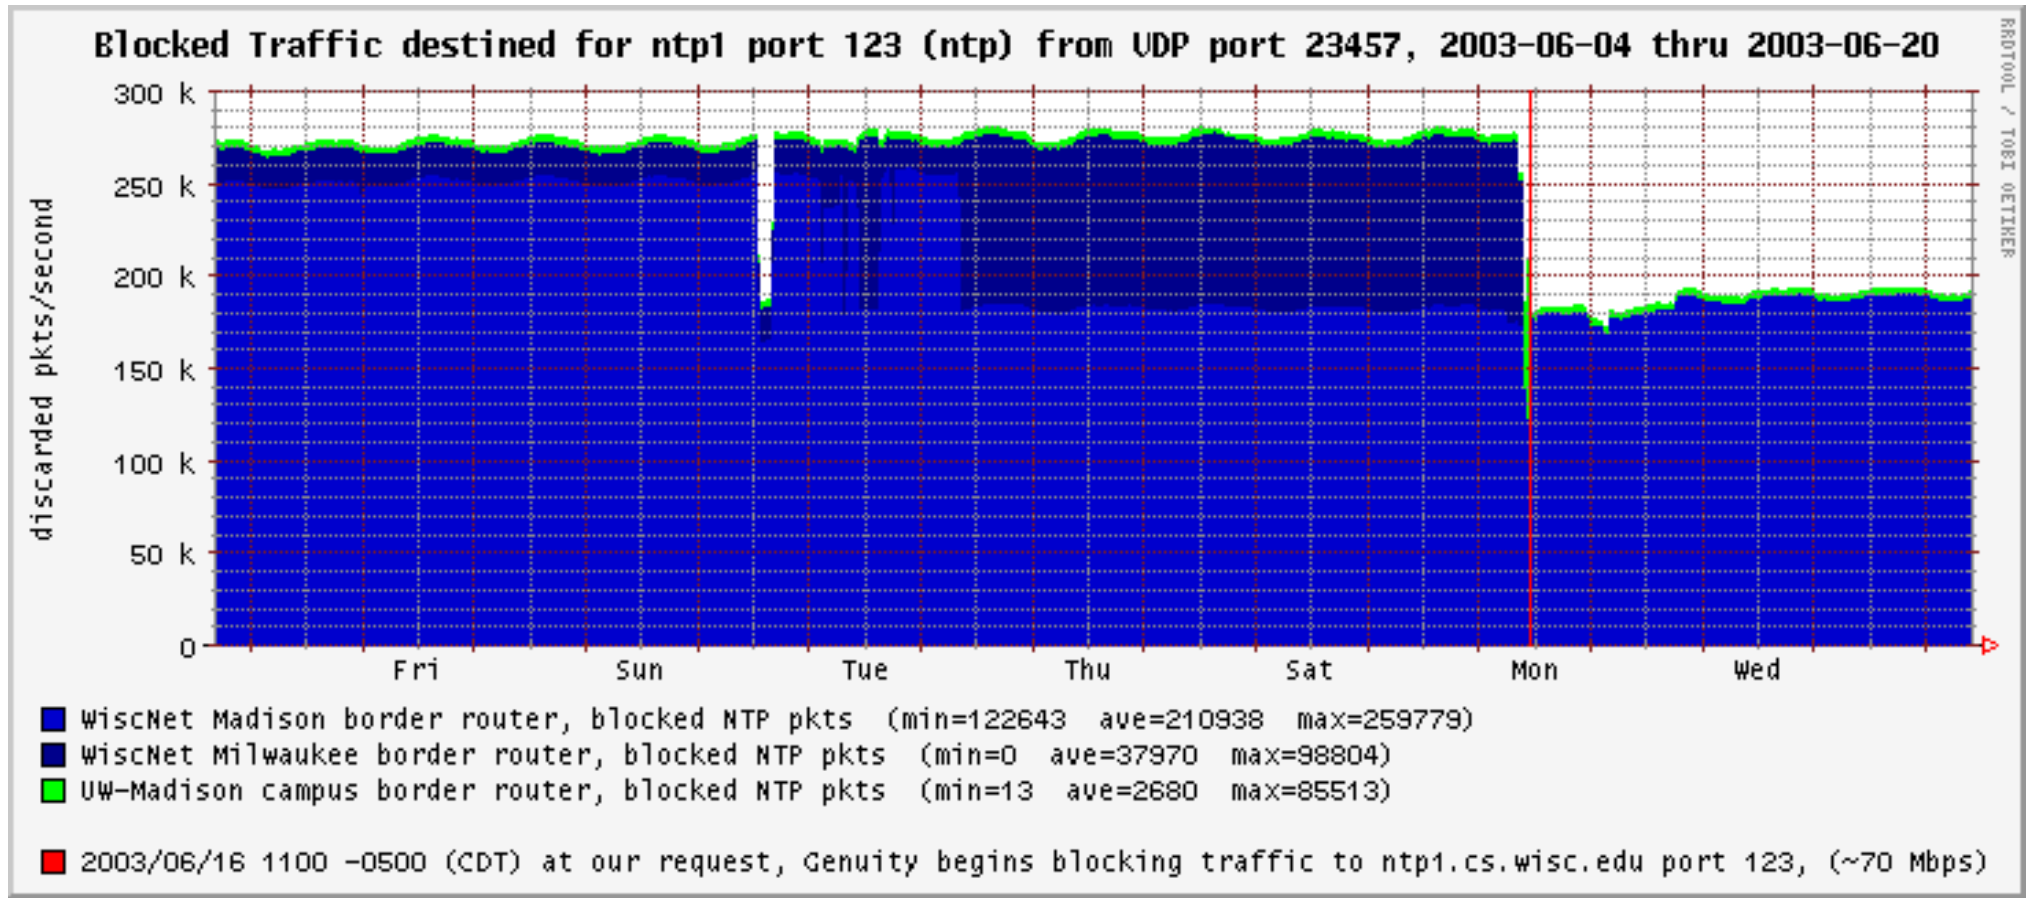 Blocked Traffic destined for ntp1 port 123 (ntp) from UDP port 23457, 2003-06-04 thru 2003-06-20
RRDTOOL / TOBI OETIKER
discarded pkts/second
300 k
250 k
200 k
150 k
100 k
50 k
0
Fri Sun Tue Thu Sat Mon Wed
WiscNet Madison border router, blocked NTP pkts (min=122643 ave=210938 max=259779)
WiscNet Milwaukee border router, blocked NTP pkts (min=0 ave=37970 max=98804)
UW-Madison campus border router, blocked NTP pkts (min=13 ave=2680 max=85513)
2003/06/16 1100 -0500 (CDT) at our request, Genuity begins blocking traffic to ntp1.cs.wisc.edu port 123, (~70 Mbps)